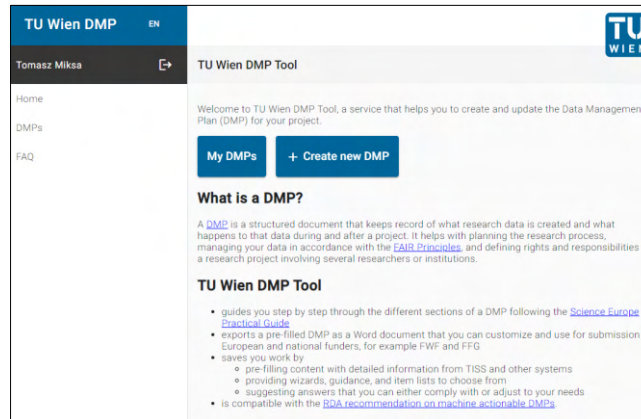 TU Wien DMP EN
TU
WIEN
Tomasz Miksa
TU Wien DMP Tool
Home
DMPs
FAQ
Welcome to TU Wien DMP Tool, a service that helps you to create and update the Data Managemen
Plan (DMP) for your project.
My DMPs + Create new DMP
What is a DMP?
A DMP is a structured document that keeps record of what research data is created and what
happens to that data during and after a project. It helps with planning the research process,
managing your data in accordance with the FAIR Principles, and defining rights and responsibilities
a research project involving several researchers or institutions.
TU Wien DMP Tool
• guides you step by step through the different sections of a DMP following the Science Europe
Practical Guide
• exports a pre-filled DMP as a Word document that you can customize and use for submission
European and national funders, for example FWF and FFG
• saves you work by
○ pre-filling content with detailed information from TISS and other systems
○ providing wizards, guidance, and item lists to choose from
○ suggesting answers that you can either comply with or adjust to your needs
• is compatible with the RDA recommendation on machine actionable DMPs